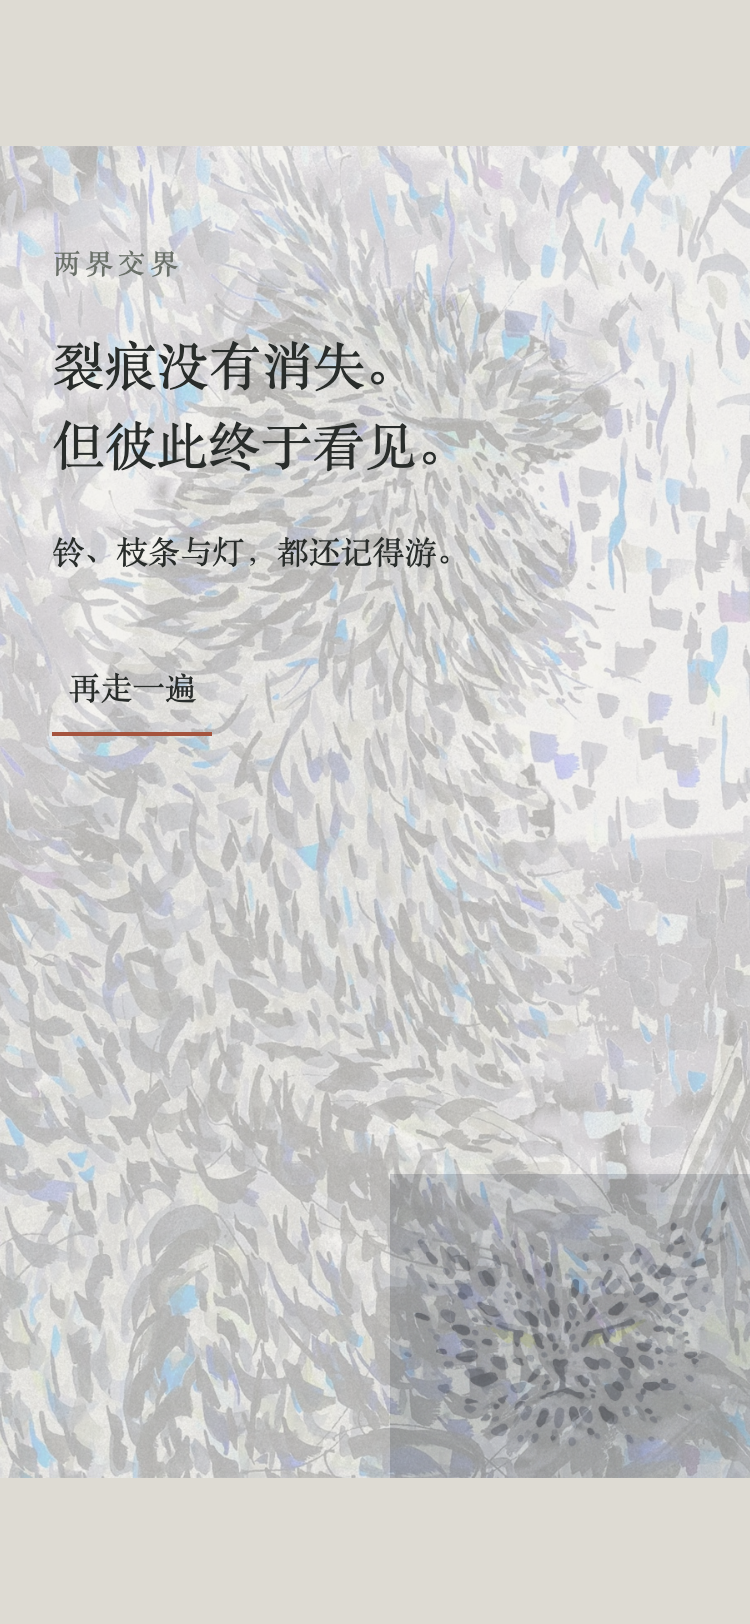 两界交界
裂痕没有消失。
但彼此终于看见。
铃、枝条与灯，都还记得游。
再走一遍